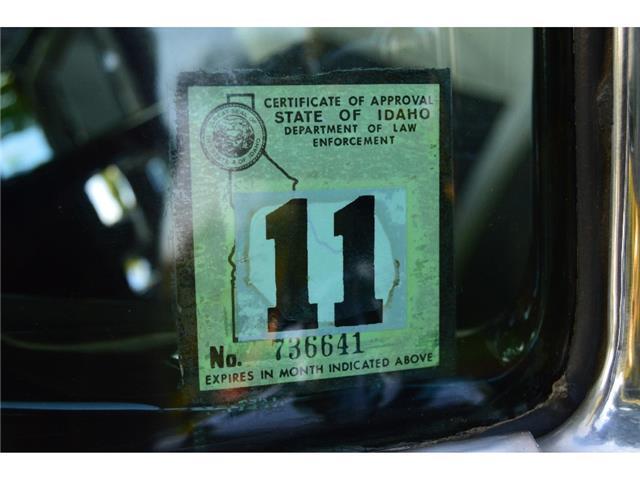 CERTIFICATE OF APPROVAL
STATE OF IDAHO
DEPARTMENT OF LAW
ENFORCEMENT
11
No. 736641
EXPIRES IN MONTH INDICATED ABOVE